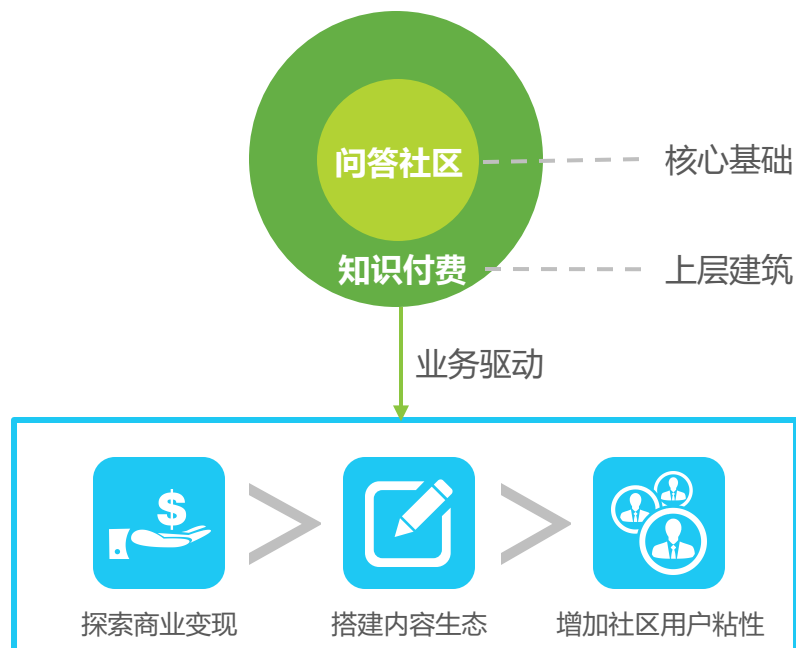 问答社区
核心基础
知识付费
上层建筑
业务驱动
$
探索商业变现
搭建内容生态
增加社区用户粘性